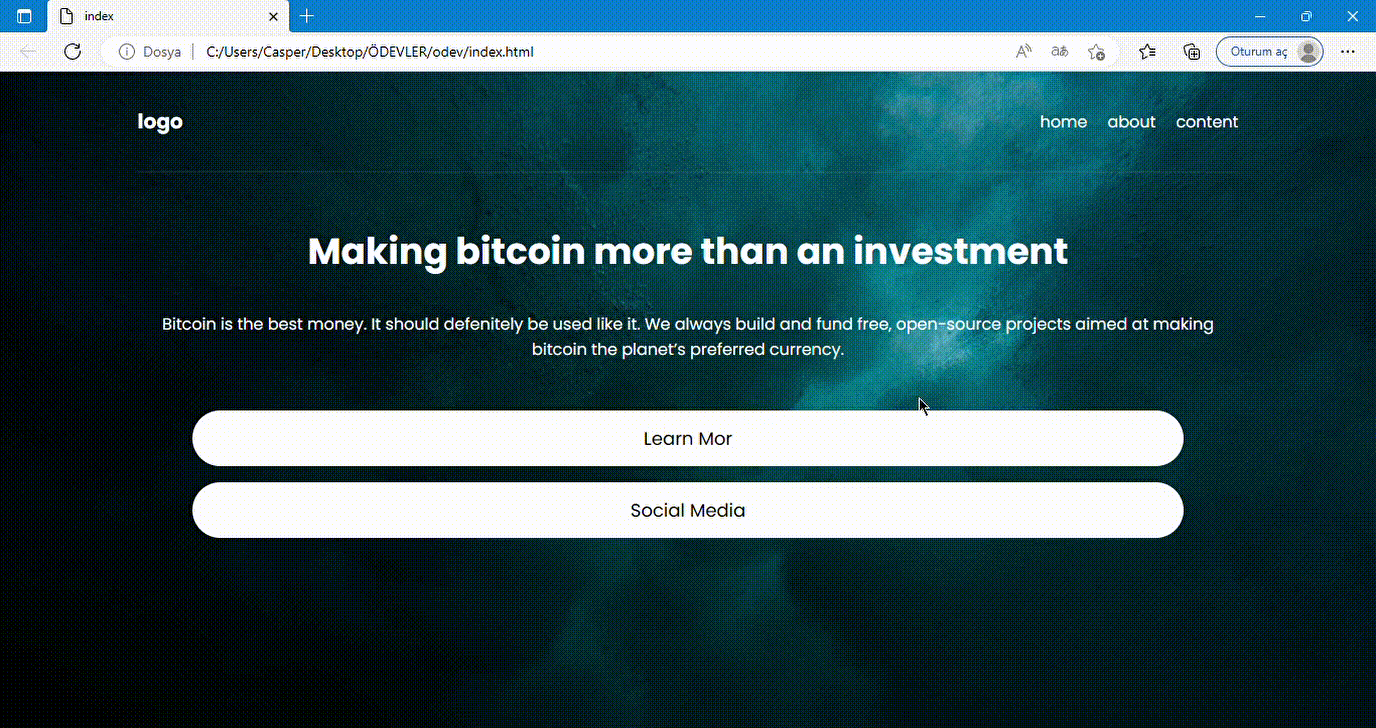 index
Dosya
C:/Users/Casper/Desktop/ÖDEVLER/odev/index.html
aあ
Oturum aç
logo
home about content
Making bitcoin more than an investment
Bitcoin is the best money. It should defenitely be used like it. We always build and fund free, open-source projects aimed at making
bitcoin the planet’s preferred currency.
Learn Mor
Social Media